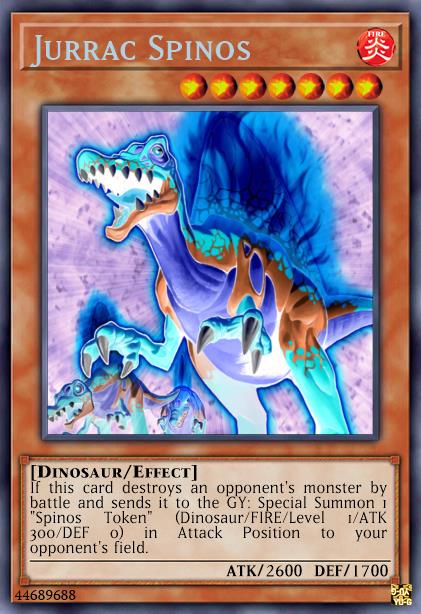 Jurrac Spinos
FIRE
炎
[Dinosaur/Effect]
If this card destroys an opponent's monster by
battle and sends it to the GY: Special Summon 1
"Spinos Token" (Dinosaur/FIRE/Level 1/ATK
300/DEF 0) in Attack Position to your
opponent's field.
ATK/2600 DEF/1700
44689688